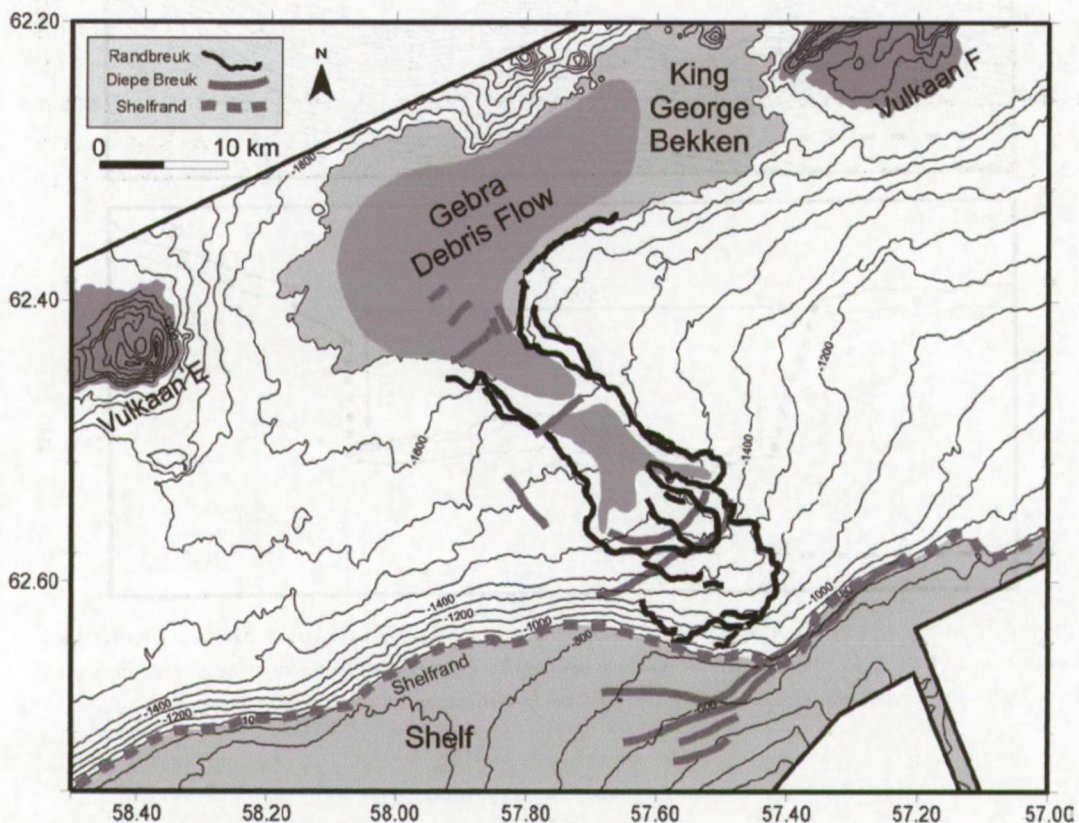 62.20
Randbreuk
Diepe Breuk
Shelfrand
N
0 10 km
King
George
Bekken
Vulkaan F
-1800
Gebra
Debris Flow
62.40
Vulkaan E
-1200
-1600
-1400
62.60
-1400
-1200
-1000
-800
-1000
Shelfrand
-1400
-1200
-10
-600
Shelf
58.40
58.20
58.00
57.80
57.60
57.40
57.20
57.00